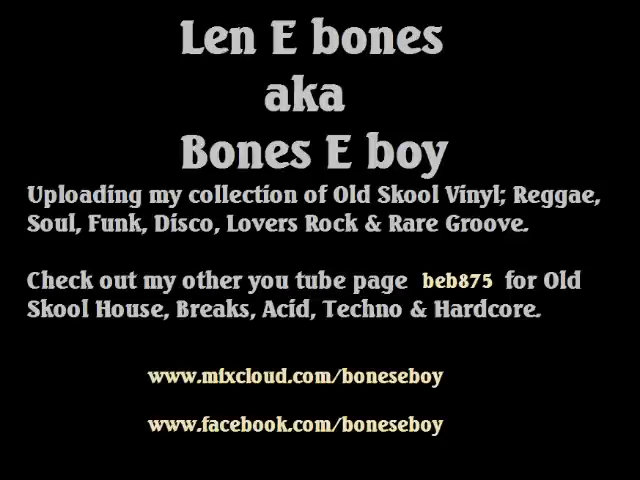 Len E bones
aka
Bones E boy
Uploading my collection of Old Skool Vinyl; Reggae,
Soul, Funk, Disco, Lovers Rock & Rare Groove.
Check out my other you tube page beb875 for Old
Skool House, Breaks, Acid, Techno & Hardcore.
www.mixcloud.com/boneseboy
www.facebook.com/boneseboy